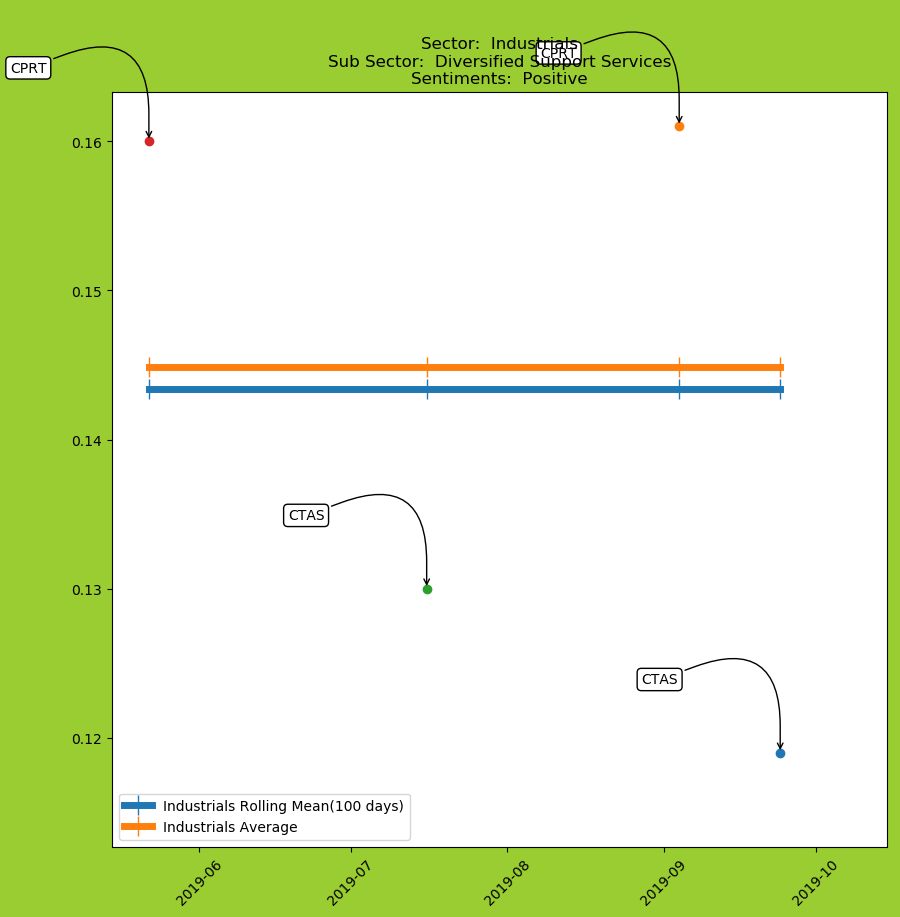 Sector:  Industrials
CPRT
CPRT
Sub Sector:  Diversified Support Services
Sentiments:  Positive
0.16
0.15
0.14
CTAS
0.13
CTAS
0.12
Industrials Rolling Mean(100 days)
Industrials Average
2019-06
2019-07
2019-08
2019-09
2019-10